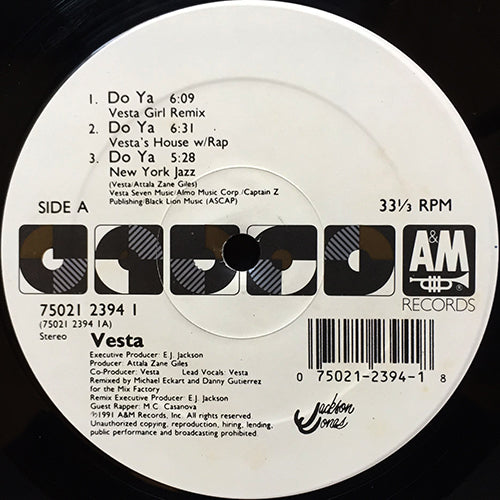 1. Do Ya 6:09
Vesta Girl Remix
2. Do Ya 6:31
Vesta's House w/Rap
3. Do Ya 5:28
New York Jazz
(Vesta/Attala Zane Giles)
Vesta Seven Music/Almo Music Corp /Captain Z
Publishing/Black Lion Music (ASCAP)
SIDE A
33⅓ RPM
A&M
RECORDS
75021 2394 1
(75021 2394 1A)
Stereo
Vesta
Executive Producer: E.J. Jackson
Producer: Attala Zane Giles
Co-Producer: Vesta Lead Vocals: Vesta
Remixed by Michael Eckart and Danny Gutierrez
for the Mix Factory
Remix Executive Producer: E.J. Jackson
Guest Rapper: M.C. Casanova
℗1991 A&M Records, Inc. All rights reserved.
Unauthorized copying, reproduction, hiring, lending,
public performance and broadcasting prohibited.
0 75021-2394-1 8
Jackson
Jones